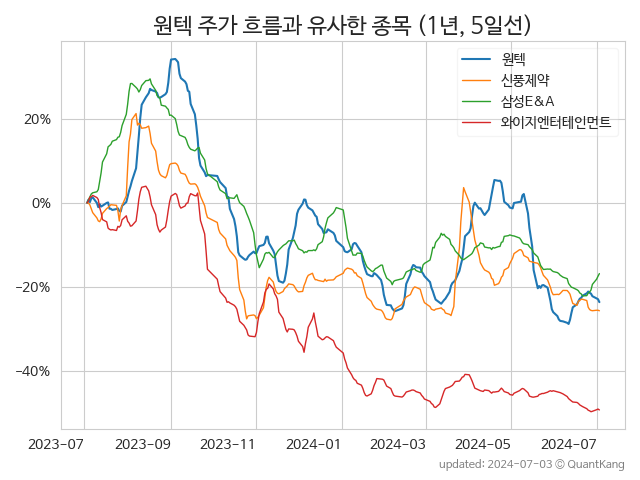 원텍 주가 흐름과 유사한 종목 (1년, 5일선)
원텍
신풍제약
삼성E&A
와이지엔터테인먼트
20%
0%
−20%
−40%
2023-07 2023-09 2023-11 2024-01 2024-03 2024-05 2024-07
updated: 2024-07-03 © QuantKang